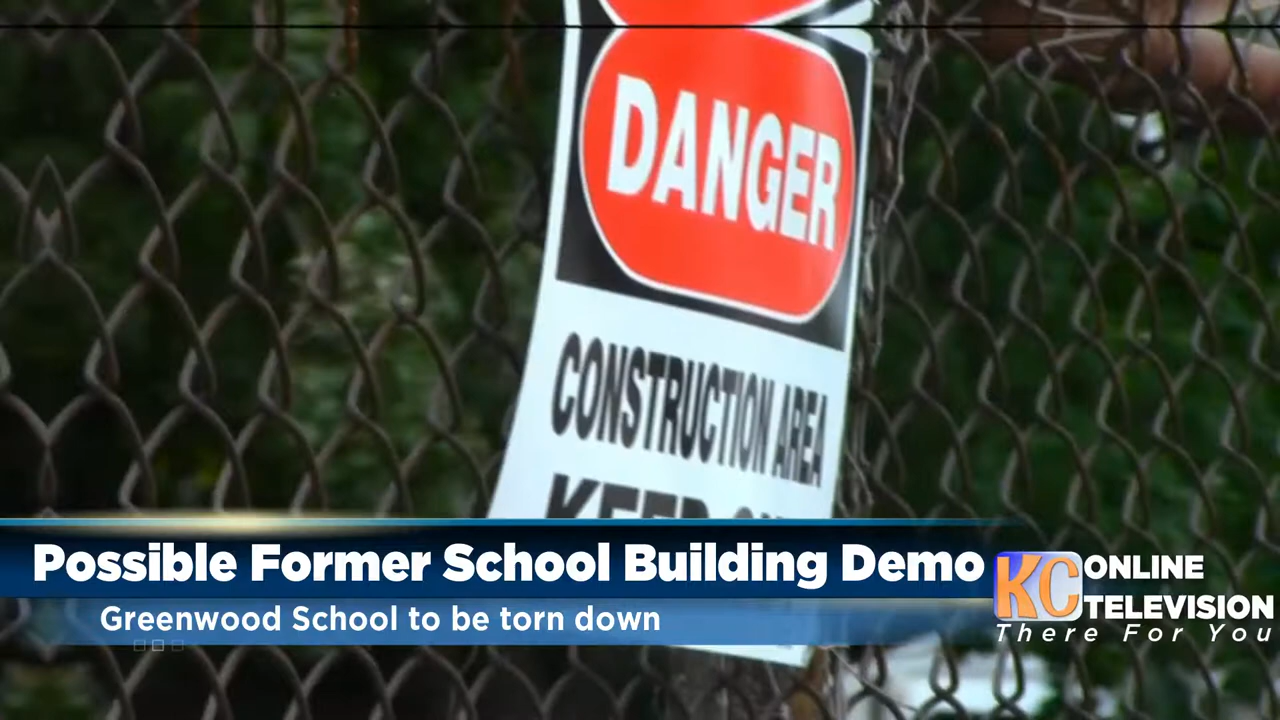 DANGER
CONSTRUCTION AREA
KEEP
Possible Former School Building Demo
Greenwood School to be torn down
KC ONLINE
TELEVISION
There For You